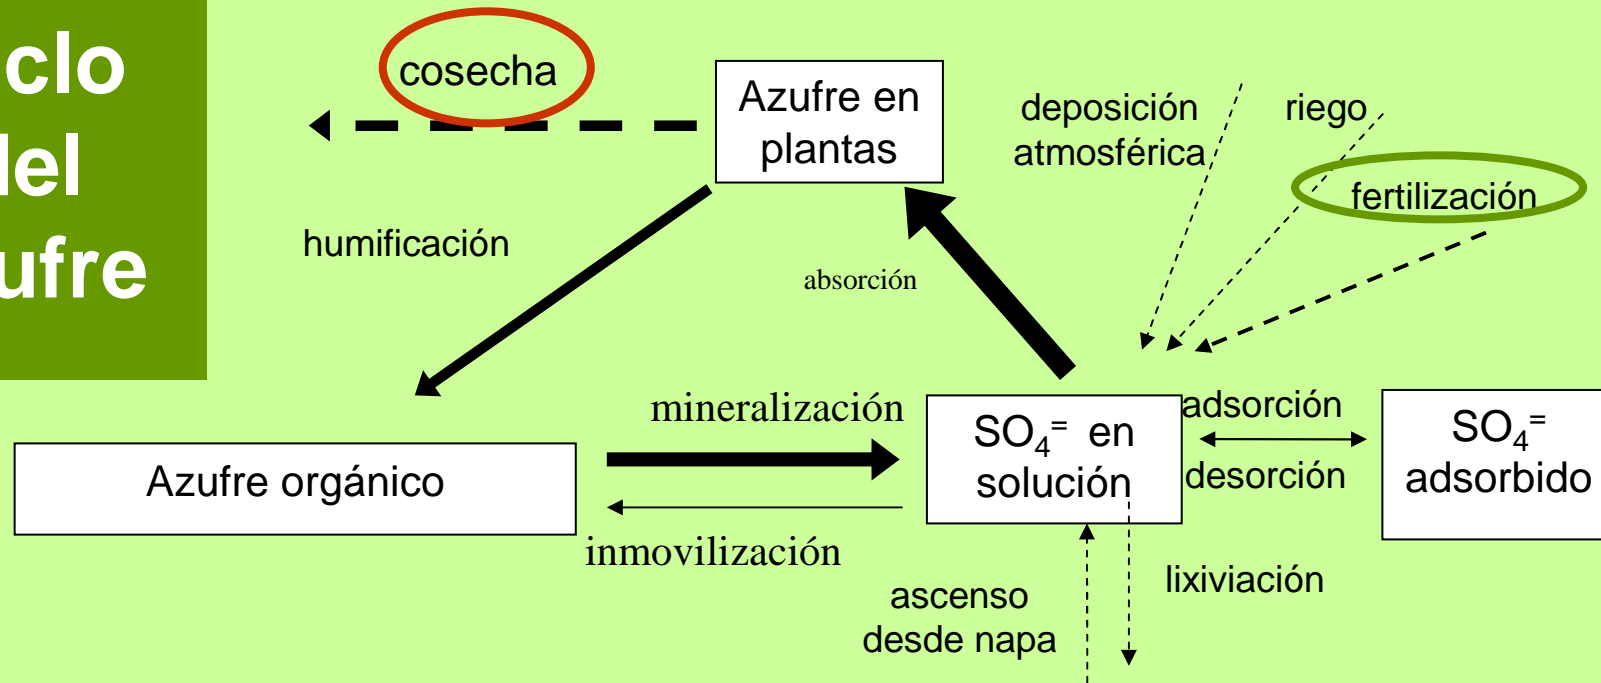 clo
del
ufre
cosecha
Azufre en
plantas
deposición
atmosférica
riego
fertilización
humificación
absorción
mineralización
Azufre orgánico
inmovilización
SO₄⁼ en
solución
adsorción
desorción
SO₄⁼
adsorbido
ascenso
desde napa
lixiviación